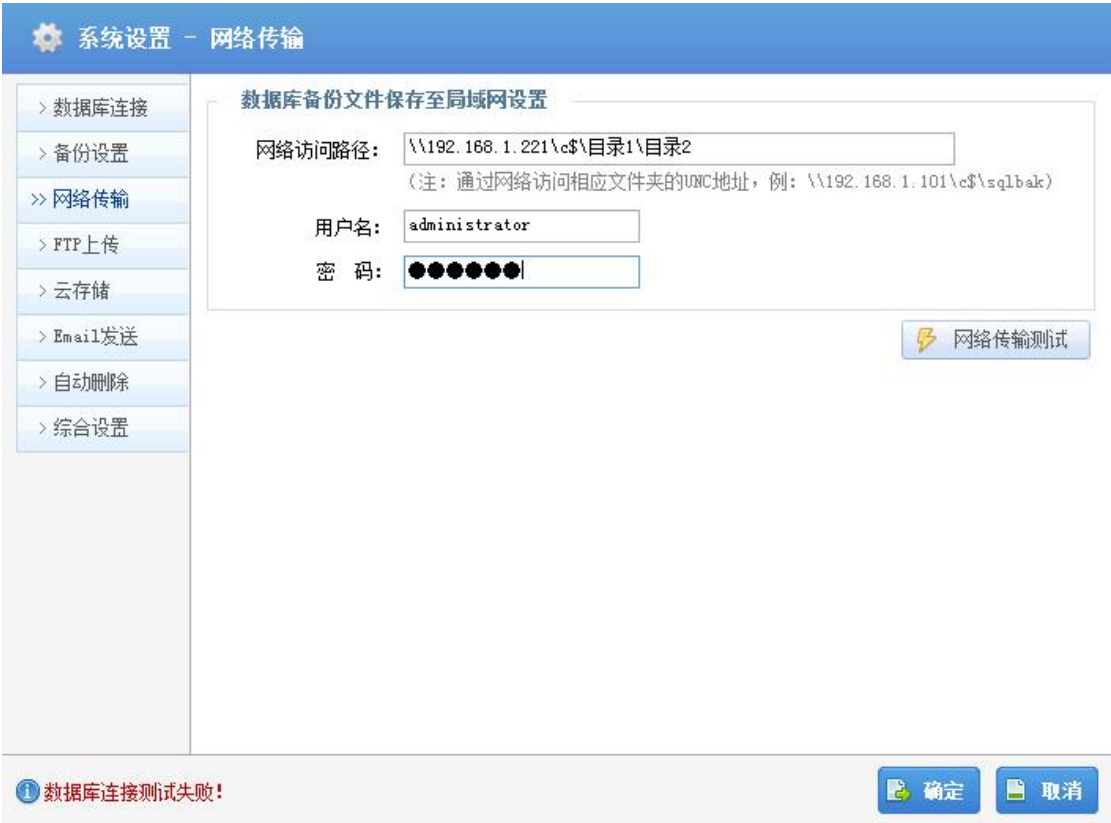 系统设置 - 网络传输
> 数据库连接
> 备份设置
>> 网络传输
> FTP上传
> 云存储
> Email发送
> 自动删除
> 综合设置
数据库备份文件保存至局域网设置
网络访问路径: \\192.168.1.221\c$\目录1\目录2
(注: 通过网络访问相应文件夹的UNC地址，例: \\192.168.1.101\c$\sqlbak)
用户名: administrator
密 码: ●●●●●●
网络传输测试
数据库连接测试失败!
确定
取消